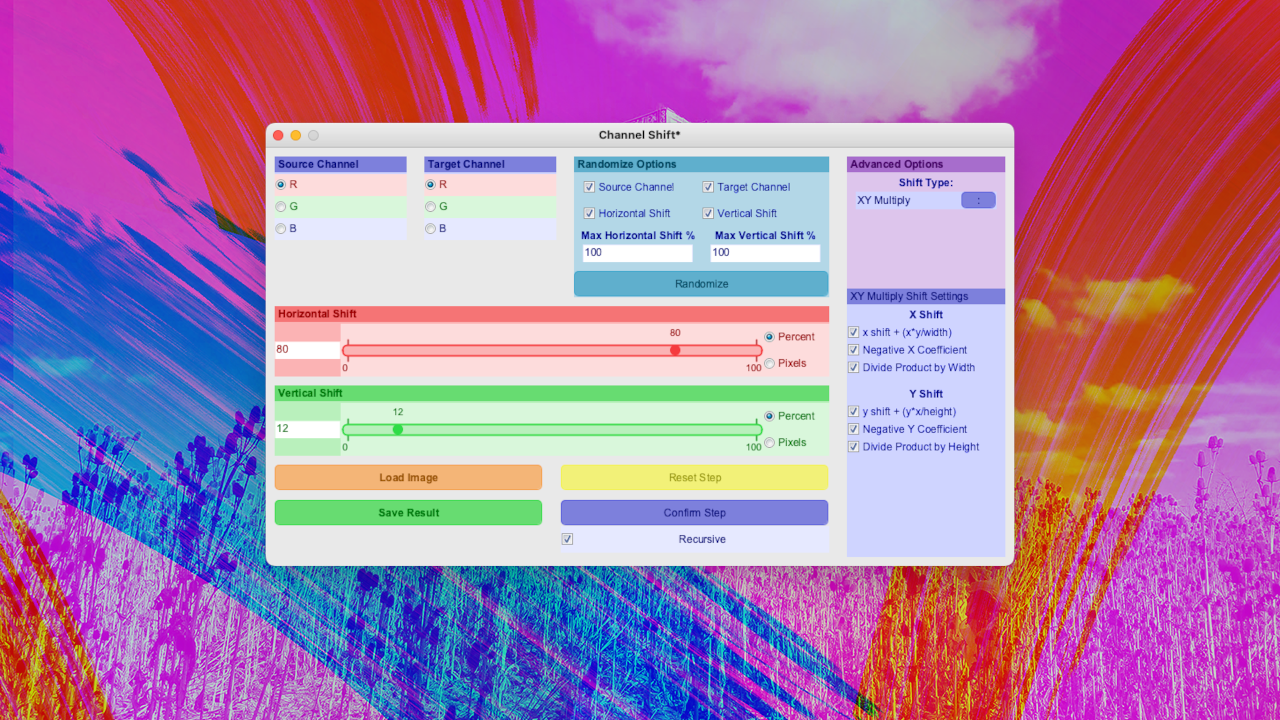 Channel Shift*
Source Channel
R
G
B
Target Channel
R
G
B
Randomize Options
Source Channel
Target Channel
Horizontal Shift
Vertical Shift
Max Horizontal Shift %
Max Vertical Shift %
100
100
Randomize
Advanced Options
Shift Type:
XY Multiply
:
XY Multiply Shift Settings
X Shift
x shift + (x*y/width)
Negative X Coefficient
Divide Product by Width
Y Shift
y shift + (y*x/height)
Negative Y Coefficient
Divide Product by Height
Horizontal Shift
80
80
0
100
Percent
Pixels
Vertical Shift
12
12
0
100
Percent
Pixels
Load Image
Reset Step
Save Result
Confirm Step
Recursive